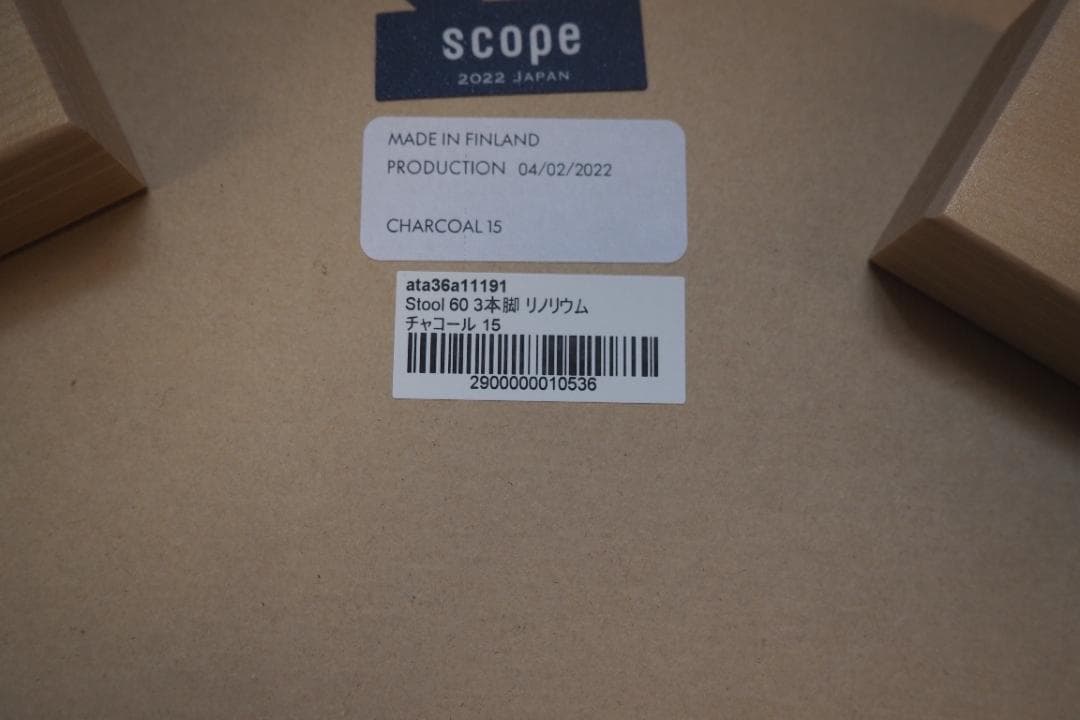 scope
2022 JAPAN
MADE IN FINLAND
PRODUCTION 04/02/2022
CHARCOAL 15
ata36a11191
Stool 60 3本脚 リノリウム
チャコール 15
2900000010536